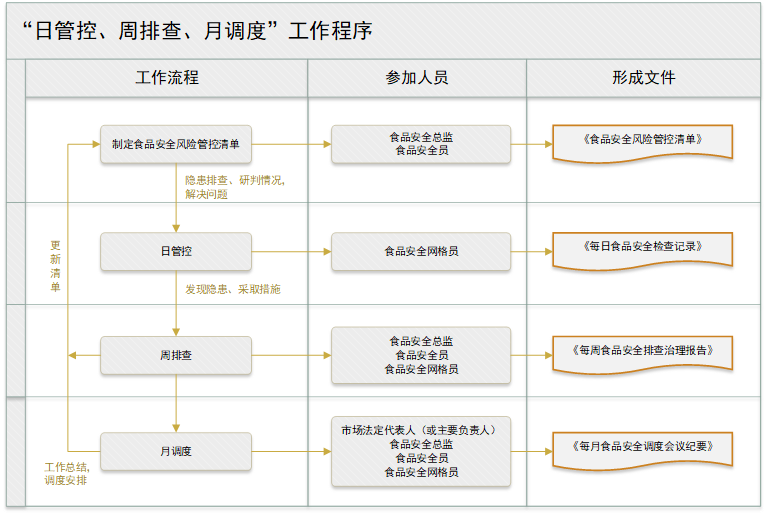 “日管控、周排查、月调度”工作程序
工作流程
参加人员
形成文件
制定食品安全风险管控清单
食品安全总监
食品安全员
《食品安全风险管控清单》
隐患排查、研判情况,
解决问题
更
新
清
单
日管控
食品安全网格员
《每日食品安全检查记录》
发现隐患、采取措施
周排查
食品安全总监
食品安全员
食品安全网格员
《每周食品安全排查治理报告》
月调度
市场法定代表人（或主要负责人）
食品安全总监
食品安全员
食品安全网格员
《每月食品安全调度会议纪要》
工作总结,
调度安排